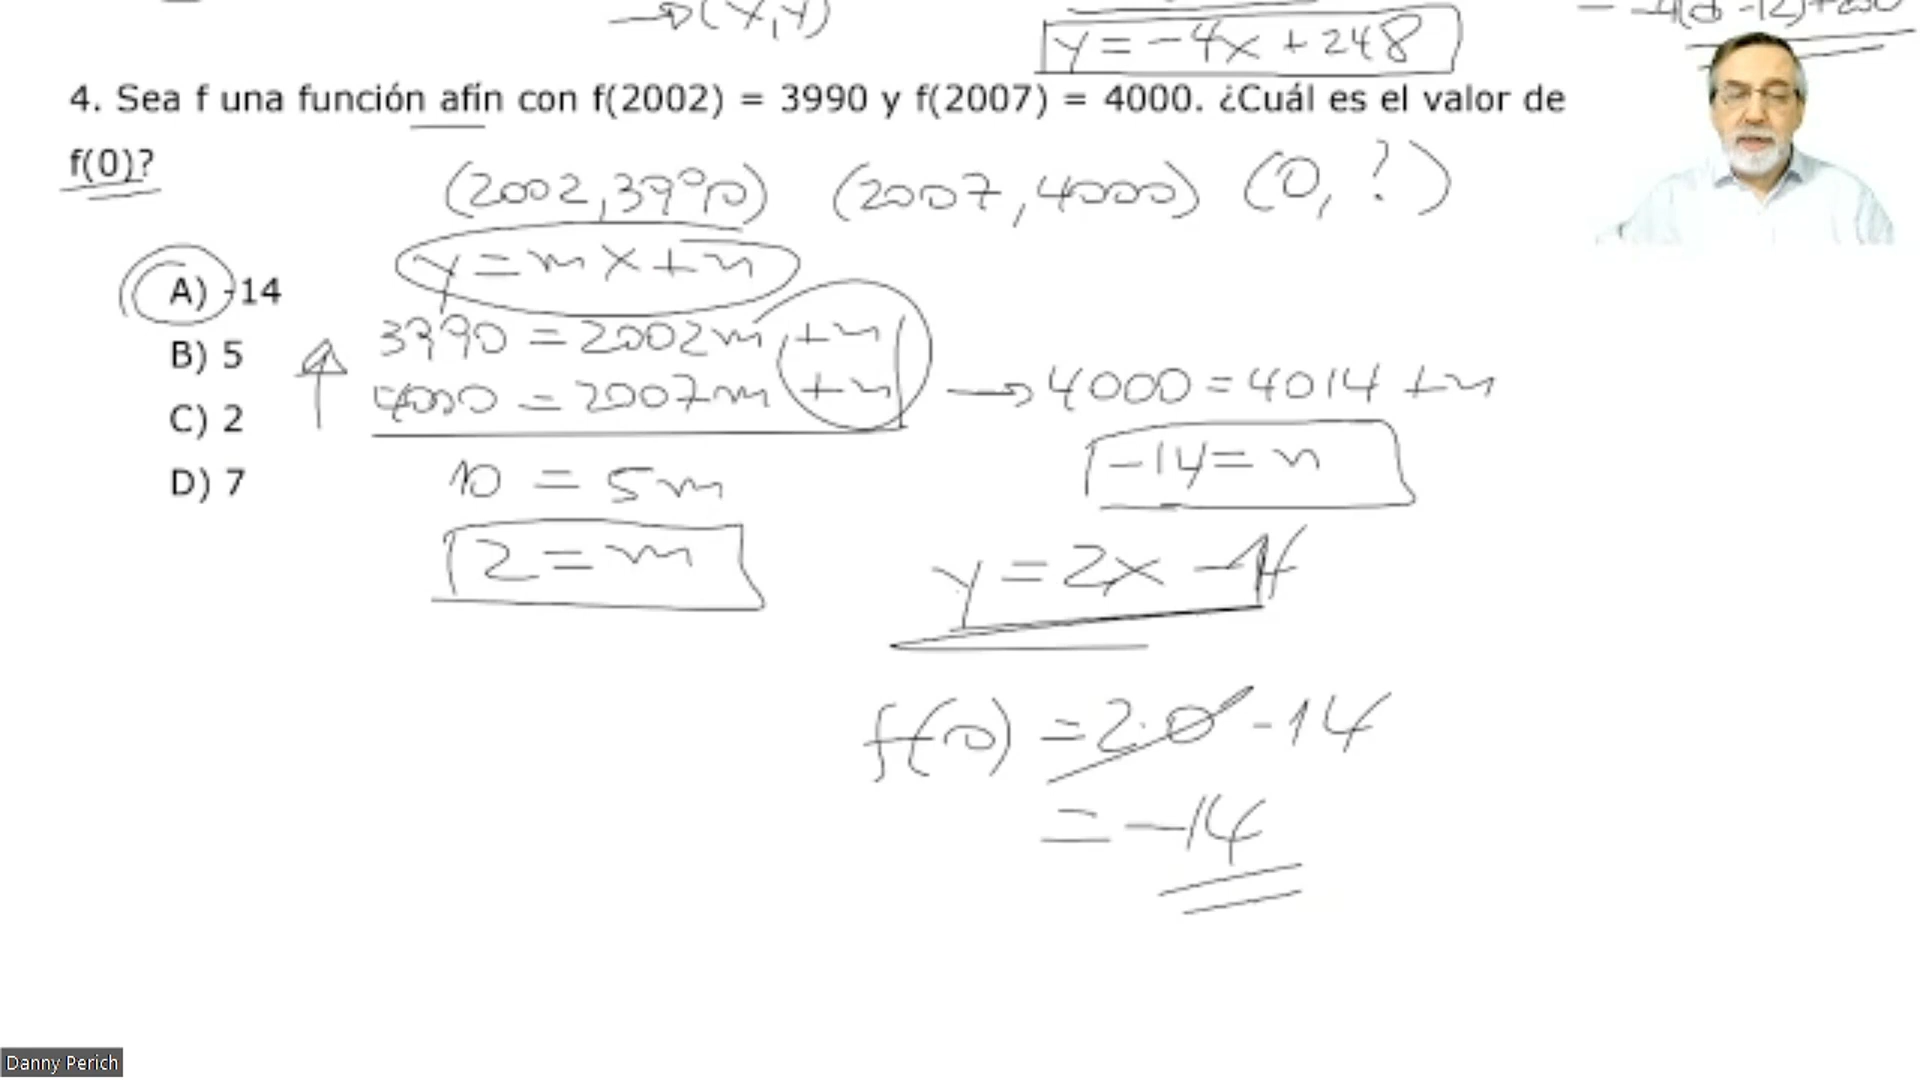 →(x,y)
y=-4x+248
4. Sea f una función afín con f(2002) = 3990 y f(2007) = 4000. ¿Cuál es el valor de
f(0)?
(2002,3990) (2007,4000) (0,?)
y=mx+n
A) -14
3990 = 2002m +n
B) 5
4000 = 2007m +n → 4000=4014 +n
C) 2
-14=n
D) 7
10 = 5m
2=m
y=2x-14
f(0) =2·0 -14
=-14
Danny Perich